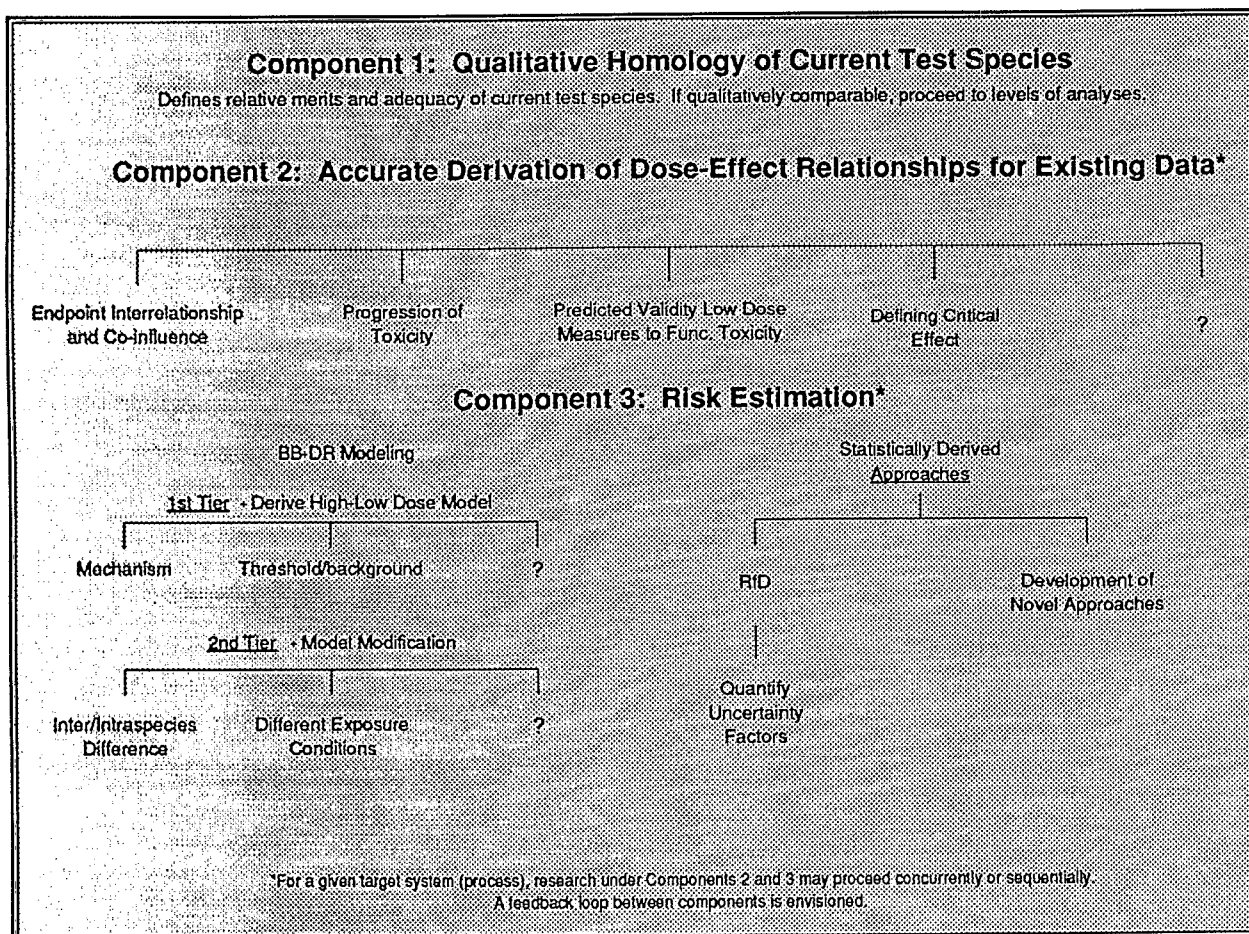 Component 1: Qualitative Homology of Current Test Species
Defines relative merits and adequacy of current test species. If qualitatively comparable, proceed to levels of analyses.
Component 2: Accurate Derivation of Dose-Effect Relationships for Existing Data*
Endpoint Interrelationship
and Co-influence
Progression of
Toxicity
Predicted Validity Low Dose
Measures to Func. Toxicity
Defining Critical
Effect
?
Component 3: Risk Estimation*
BB-DR Modeling
1st Tier - Derive High-Low Dose Model
Mechanism
Threshold/background
?
2nd Tier - Model Modification
Inter/Intraspecies
Difference
Different Exposure
Conditions
?
Statistically Derived
Approaches
RfD
Development of
Novel Approaches
Quantify
Uncertainty
Factors
*For a given target system (process), research under Components 2 and 3 may proceed concurrently or sequentially.
A feedback loop between components is envisioned.